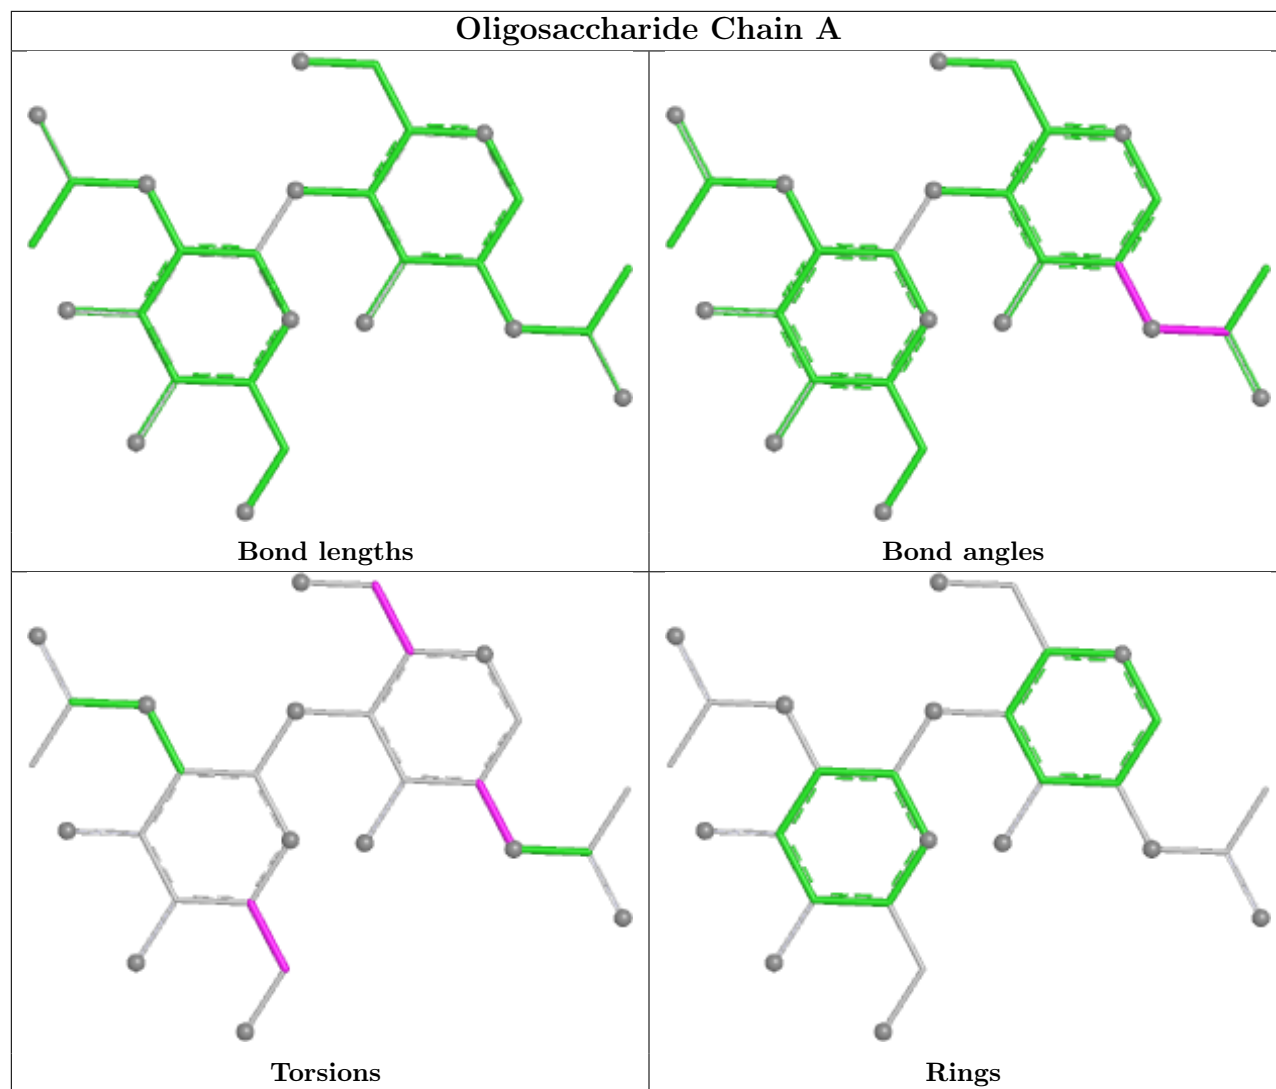 Oligosaccharide Chain A
Bond lengths
Bond angles
Torsions
Rings